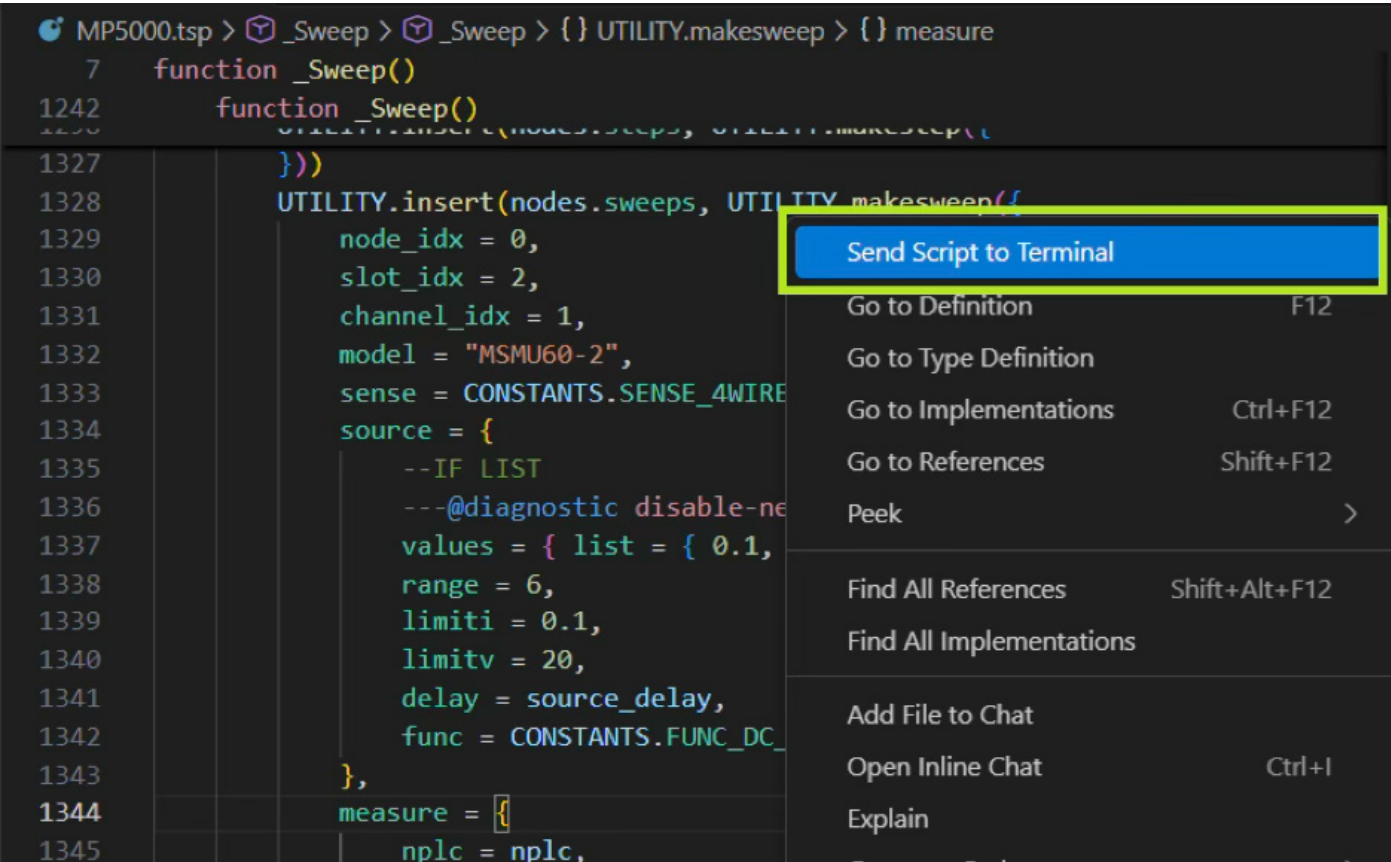 MP5000.tsp > _Sweep > _Sweep > {} UTILITY.makesweep > {} measure
7 function _Sweep()
1242 function _Sweep()
1327 }))
1328 UTILITY.insert(nodes.sweeps, UTILITY.makesweep({
1329 node_idx = 0,
1330 slot_idx = 2,
1331 channel_idx = 1,
1332 model = "MSMU60-2",
1333 sense = CONSTANTS.SENSE_4WIRE
1334 source = {
1335 --IF LIST
1336 ---@diagnostic disable-ne
1337 values = { list = { 0.1,
1338 range = 6,
1339 limiti = 0.1,
1340 limitv = 20,
1341 delay = source_delay,
1342 func = CONSTANTS.FUNC_DC_
1343 },
1344 measure = {
1345 nplc = nplc,
Send Script to Terminal
Go to Definition F12
Go to Type Definition
Go to Implementations Ctrl+F12
Go to References Shift+F12
Peek >
Find All References Shift+Alt+F12
Find All Implementations
Add File to Chat
Open Inline Chat Ctrl+I
Explain